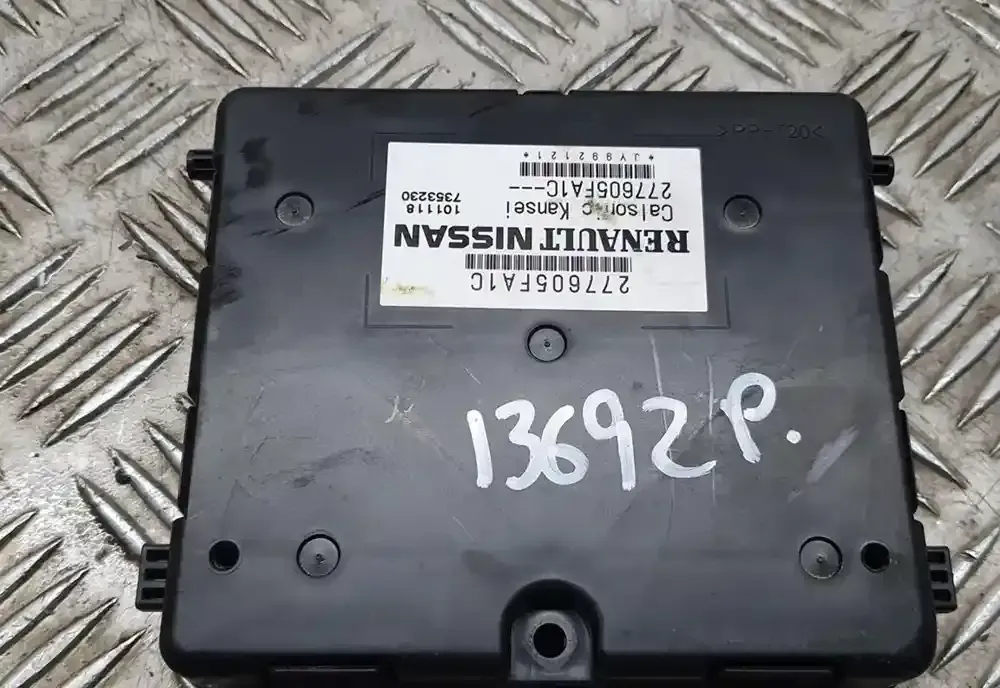 277605FA1C
RENAULT NISSAN
Calsonic Kansei 101118
277605FA1C--- 7353230
*JY992121*
13692P.